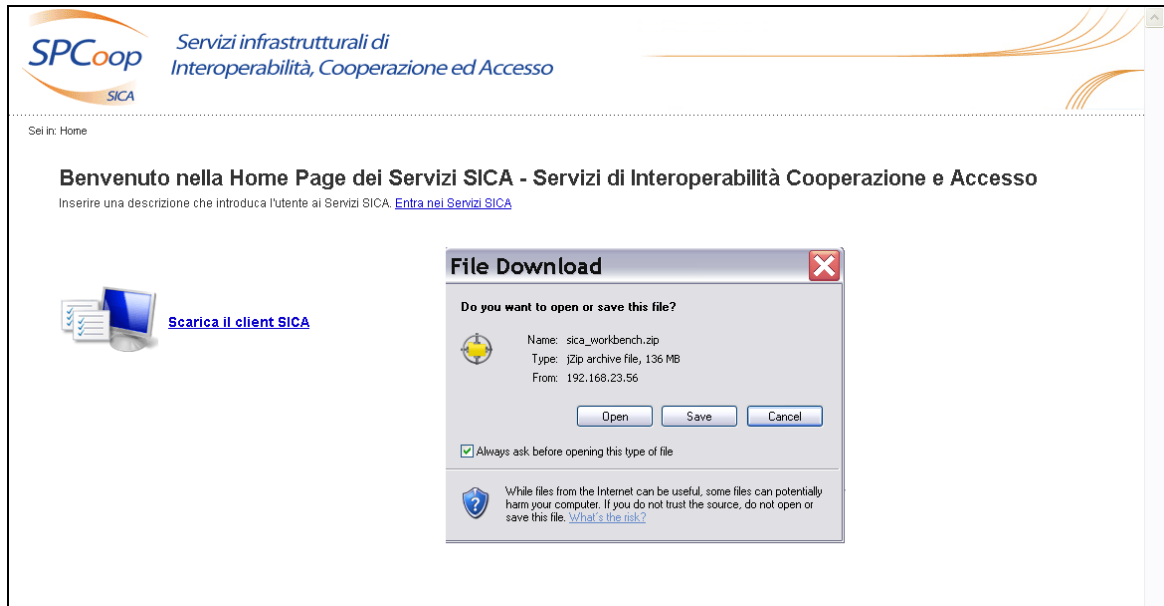 SPCoop
SICA
Servizi infrastrutturali di
Interoperabilità, Cooperazione ed Accesso
Sei in: Home
Benvenuto nella Home Page dei Servizi SICA - Servizi di Interoperabilità Cooperazione e Accesso
Inserire una descrizione che introduca l'utente ai Servizi SICA. Entra nei Servizi SICA
Scarica il client SICA
File Download
Do you want to open or save this file?
Name: sica_workbench.zip
Type: jZip archive file, 136 MB
From: 192.168.23.56
Open Save Cancel
Always ask before opening this type of file
While files from the Internet can be useful, some files can potentially
harm your computer. If you do not trust the source, do not open or
save this file. What's the risk?